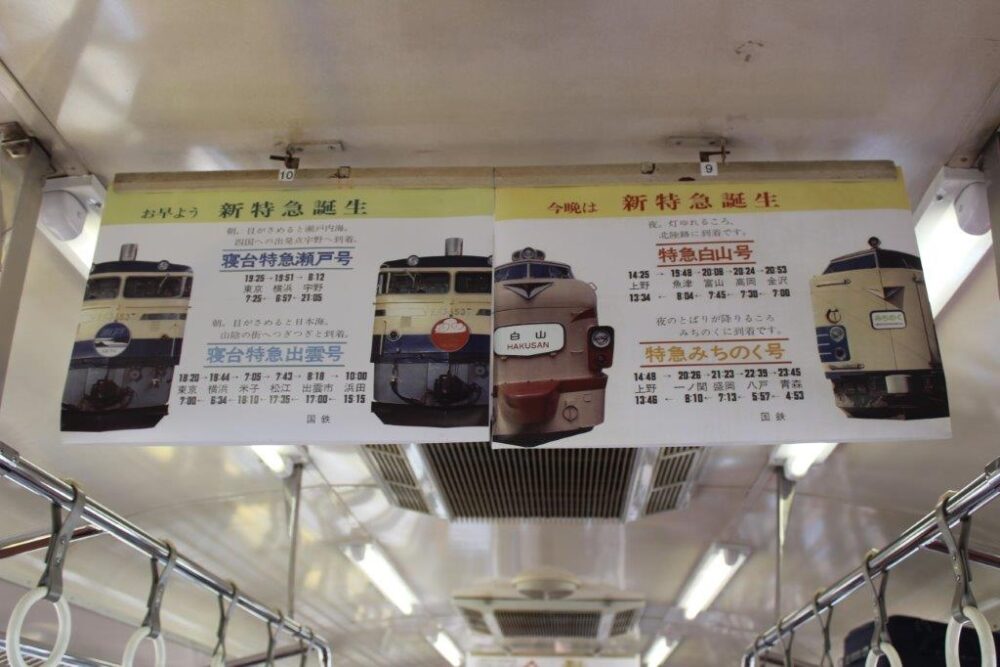 10
お早よう 新特急誕生
朝。目がさめると瀬戸内海。
四国への出発点宇野へ到着。
寝台特急瀬戸号
19:25→19:51→8:12
東京 横浜 宇野
7:25←6:57←21:05
朝。目がさめると日本海。
山陰の街へつぎつぎと到着。
寝台特急出雲号
18:20→18:44→7:05→7:43→8:18→10:00
東京 横浜 米子 松江 出雲市 浜田
7:00←6:34←18:10←17:35←17:00←15:15
国鉄
9
今晩は 新特急誕生
夜。灯ゆれるころ、
北陸路に到着です。
特急白山号
14:25→19:48→20:08→20:24→20:53
上野 魚津 富山 高岡 金沢
13:34←8:04←7:45←7:30←7:00
白山
HAKUSAN
夜のとばりが降りるころ
みちのくに到着です。
特急みちのく号
14:48→20:26→21:23→22:39→23:45
上野 一ノ関 盛岡 八戸 青森
13:46←8:10←7:13←5:57←4:53
国鉄
みちのく